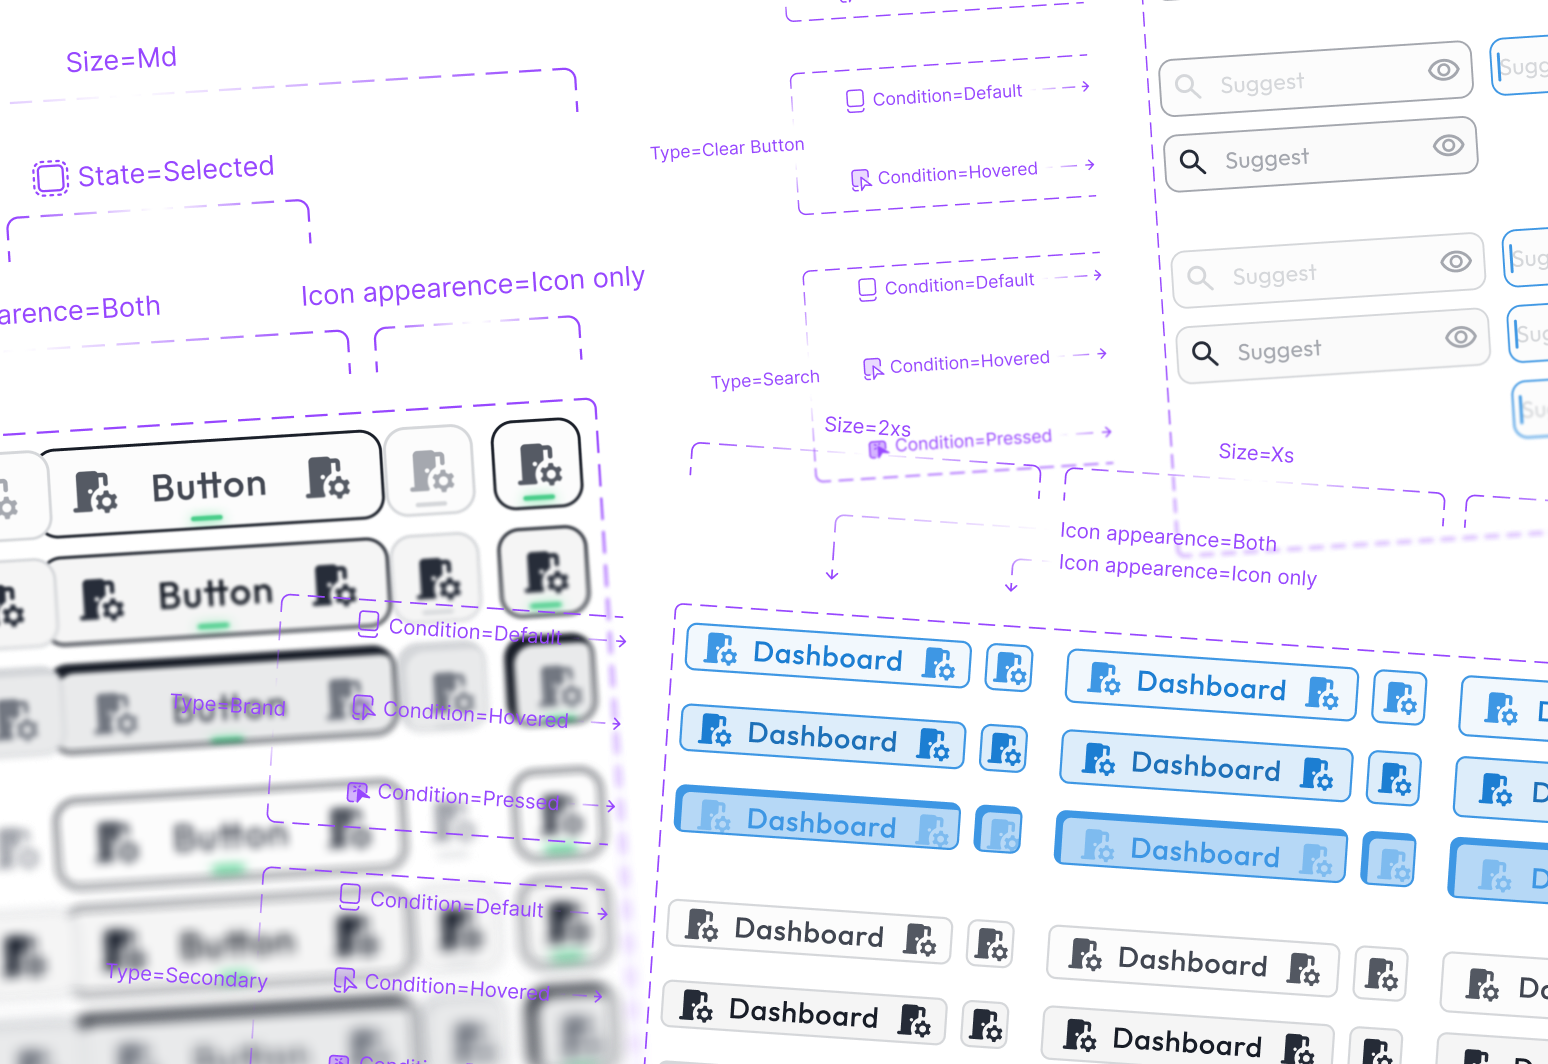 Size=Md
State=Selected
arence=Both
Icon appearence=Icon only
Button
Button
Button
Button
Button
Condition=Default
Type=Clear Button
Condition=Hovered
Condition=Default
Type=Search
Condition=Hovered
Condition=Pressed
Suggest
Sugg
Suggest
Suggest
Sug
Suggest
Sug
Su
Size=2xs
Size=Xs
Icon appearence=Both
Icon appearence=Icon only
Condition=Default
Type=Brand
Condition=Hovered
Condition=Pressed
Condition=Default
Type=Secondary
Condition=Hovered
Condition
Dashboard
Dashboard
D
Dashboard
Dashboard
D
Dashboard
Dashboard
D
Dashboard
Dashboard
Da
Dashboard
Dashboard